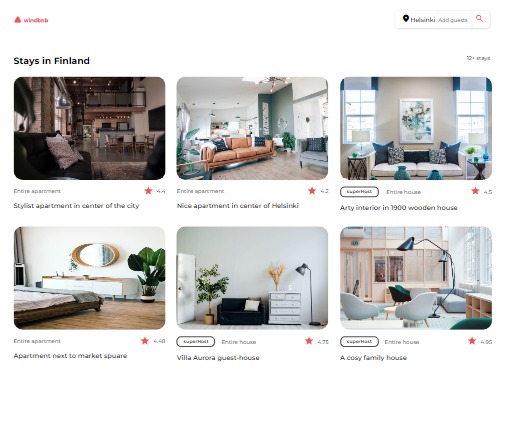 windbnb
Helsinki Add guests
Stays in Finland
12+ stays
Entire apartment 4.4
Stylist apartment in center of the city
Entire apartment 4.2
Nice apartment in center of Helsinki
superHost Entire house 4.5
Arty interior in 1900 wooden house
Entire apartment 4.48
Apartment next to market spuare
superHost Entire house 4.75
Villa Aurora guest-house
superHost Entire house 4.95
A cosy family house